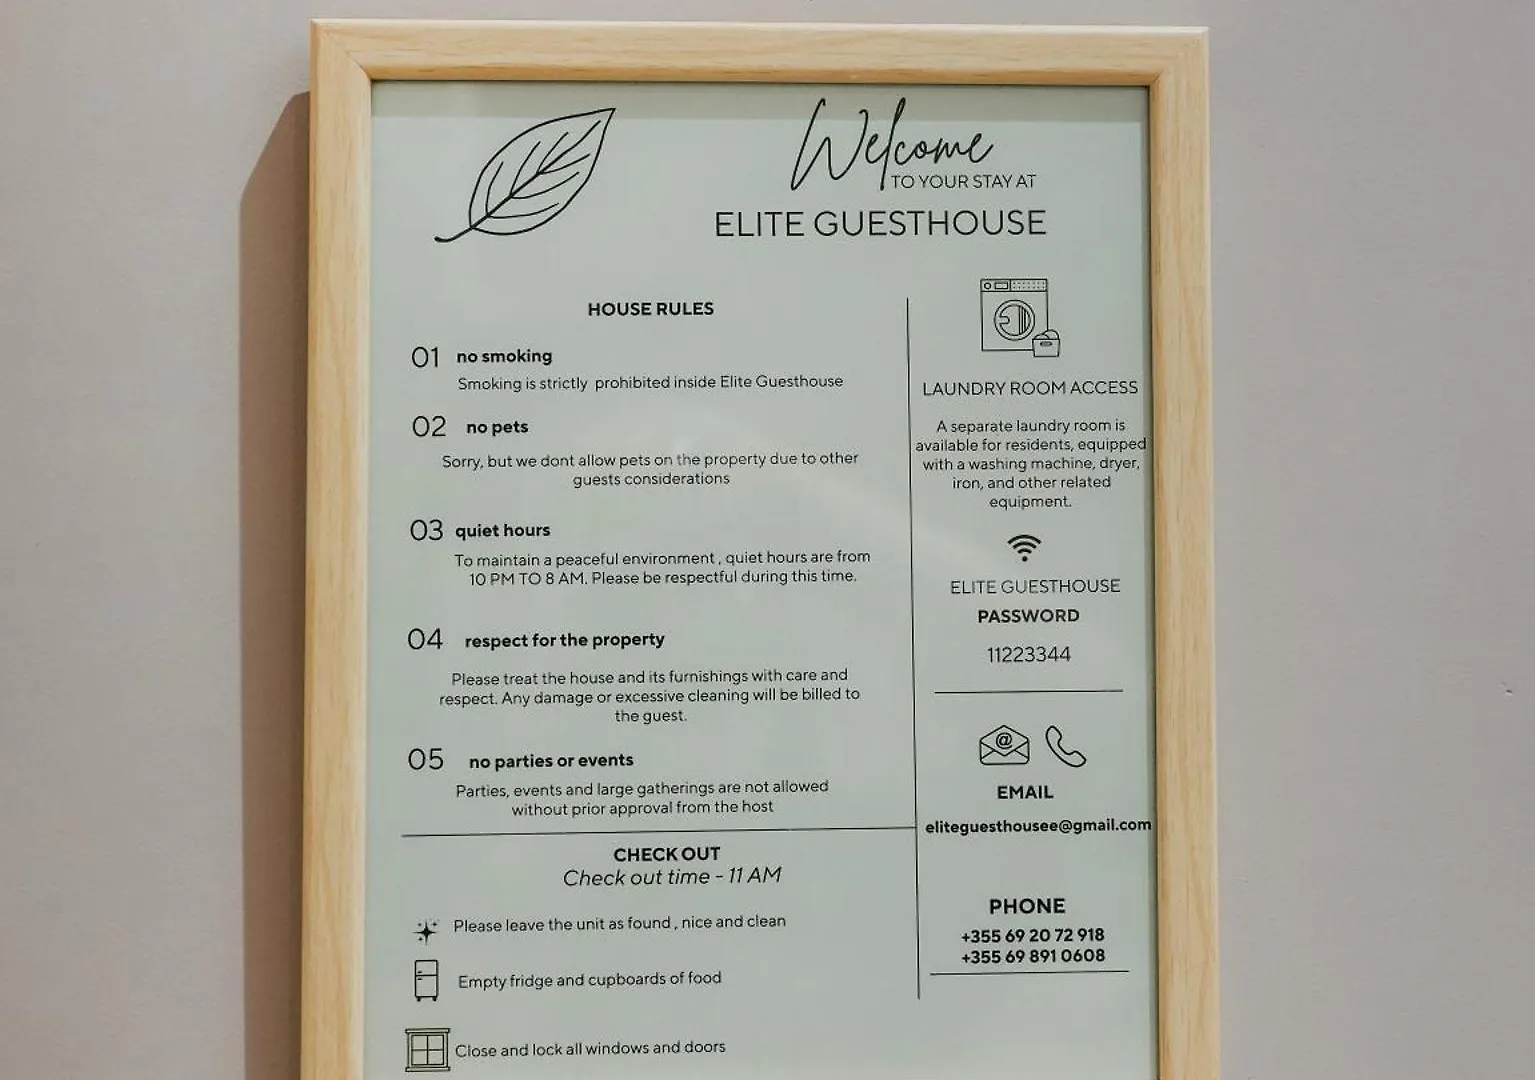 Welcome
TO YOUR STAY AT
ELITE GUESTHOUSE
HOUSE RULES
01 no smoking
Smoking is strictly prohibited inside Elite Guesthouse
02 no pets
Sorry, but we dont allow pets on the property due to other
guests considerations
03 quiet hours
To maintain a peaceful environment , quiet hours are from
10 PM TO 8 AM. Please be respectful during this time.
04 respect for the property
Please treat the house and its furnishings with care and
respect. Any damage or excessive cleaning will be billed to
the guest.
05 no parties or events
Parties, events and large gatherings are not allowed
without prior approval from the host
CHECK OUT
Check out time - 11 AM
Please leave the unit as found , nice and clean
Empty fridge and cupboards of food
Close and lock all windows and doors
LAUNDRY ROOM ACCESS
A separate laundry room is
available for residents, equipped
with a washing machine, dryer,
iron, and other related
equipment.
ELITE GUESTHOUSE
PASSWORD
11223344
@
EMAIL
eliteguesthousee@gmail.com
PHONE
+355 69 20 72 918
+355 69 891 0608